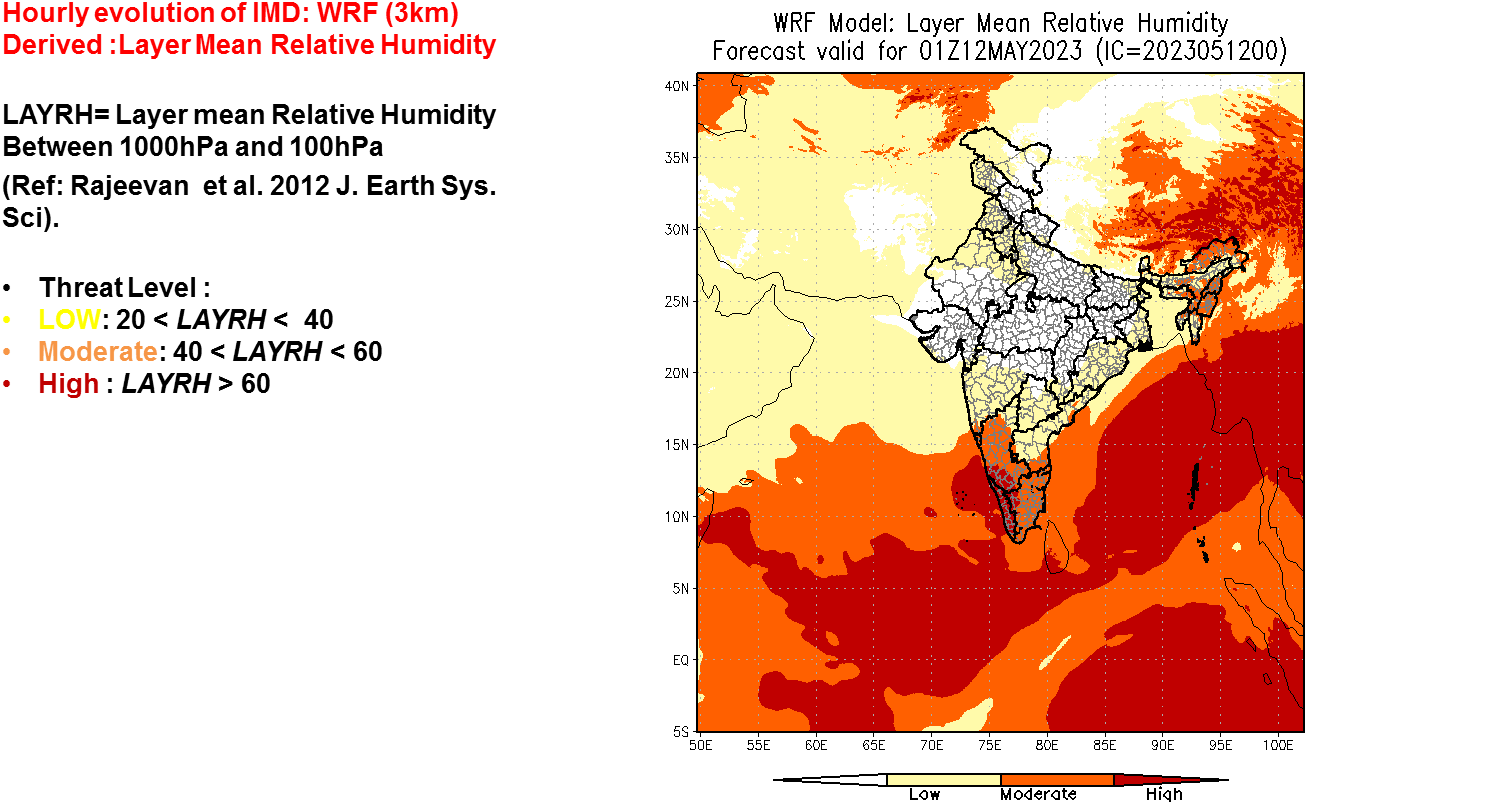 Hourly evolution of IMD: WRF (3km)
Derived :Layer Mean Relative Humidity
LAYRH= Layer mean Relative Humidity
Between 1000hPa and 100hPa
(Ref: Rajeevan et al. 2012 J. Earth Sys.
Sci).
• Threat Level :
• LOW: 20 < LAYRH < 40
• Moderate: 40 < LAYRH < 60
• High : LAYRH > 60
WRF Model: Layer Mean Relative Humidity
Forecast valid for 01Z12MAY2023 (IC=2023051200)
40N
35N
30N
25N
20N
15N
10N
5N
EQ
5S
50E 55E 60E 65E 70E 75E 80E 85E 90E 95E 100E
Low Moderate High